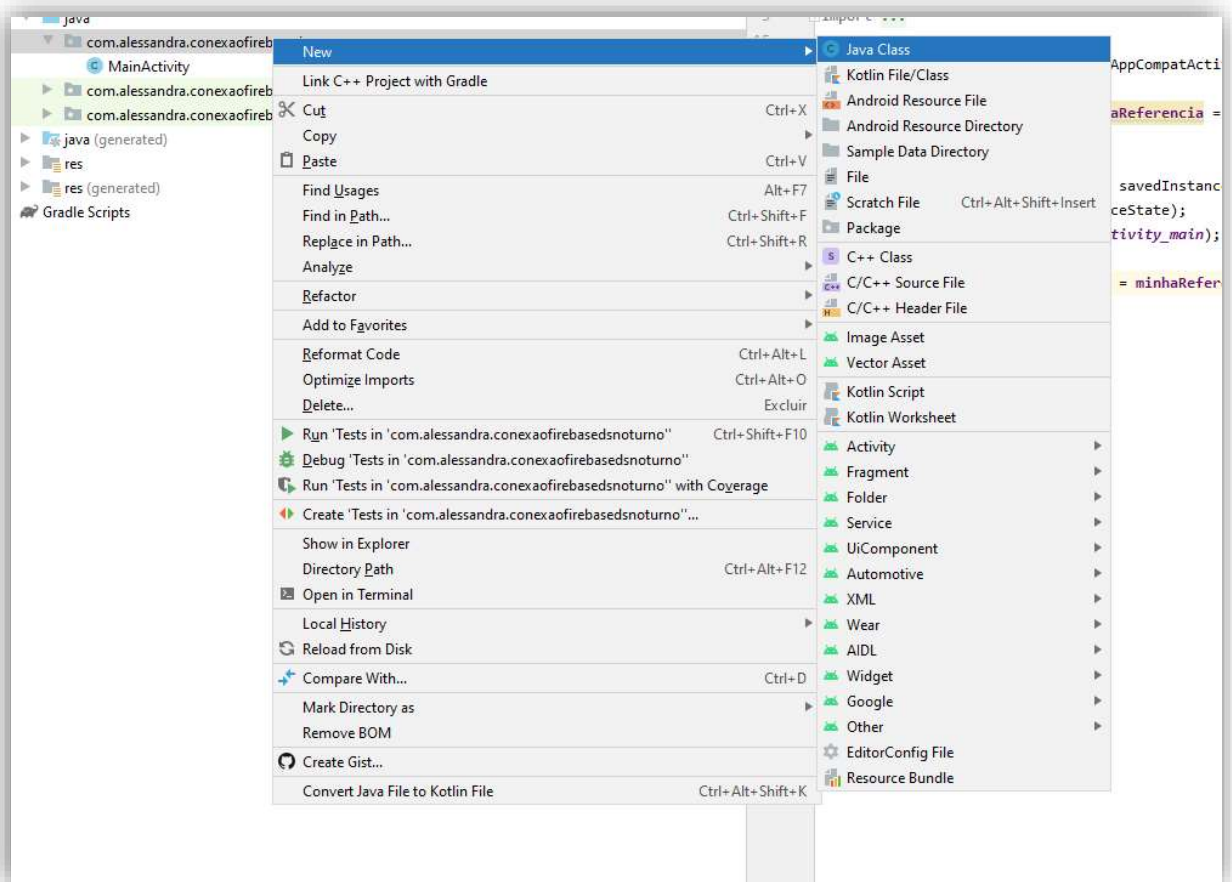 java
com.alessandra.conexaofireb
MainActivity
com.alessandra.conexaofireb
com.alessandra.conexaofireb
java (generated)
res
res (generated)
Gradle Scripts
New
Link C++ Project with Gradle
Cut Ctrl+X
Copy
Paste Ctrl+V
Find Usages Alt+F7
Find in Path... Ctrl+Shift+F
Replace in Path... Ctrl+Shift+R
Analyze
Refactor
Add to Favorites
Reformat Code Ctrl+Alt+L
Optimize Imports Ctrl+Alt+O
Delete... Excluir
Run 'Tests in 'com.alessandra.conexaofirebasedsnoturno'' Ctrl+Shift+F10
Debug 'Tests in 'com.alessandra.conexaofirebasedsnoturno''
Run 'Tests in 'com.alessandra.conexaofirebasedsnoturno'' with Coverage
Create 'Tests in 'com.alessandra.conexaofirebasedsnoturno''...
Show in Explorer
Directory Path Ctrl+Alt+F12
Open in Terminal
Local History
Reload from Disk
Compare With... Ctrl+D
Mark Directory as
Remove BOM
Create Gist...
Convert Java File to Kotlin File Ctrl+Alt+Shift+K
Java Class
Kotlin File/Class
Android Resource File
Android Resource Directory
Sample Data Directory
File
Scratch File Ctrl+Alt+Shift+Insert
Package
C++ Class
C/C++ Source File
C/C++ Header File
Image Asset
Vector Asset
Kotlin Script
Kotlin Worksheet
Activity
Fragment
Folder
Service
UiComponent
Automotive
XML
Wear
AIDL
Widget
Google
Other
EditorConfig File
Resource Bundle
import ...
AppCompatActi
aReferencia =
savedInstanc
ceState);
tivity_main);
= minhaRefer